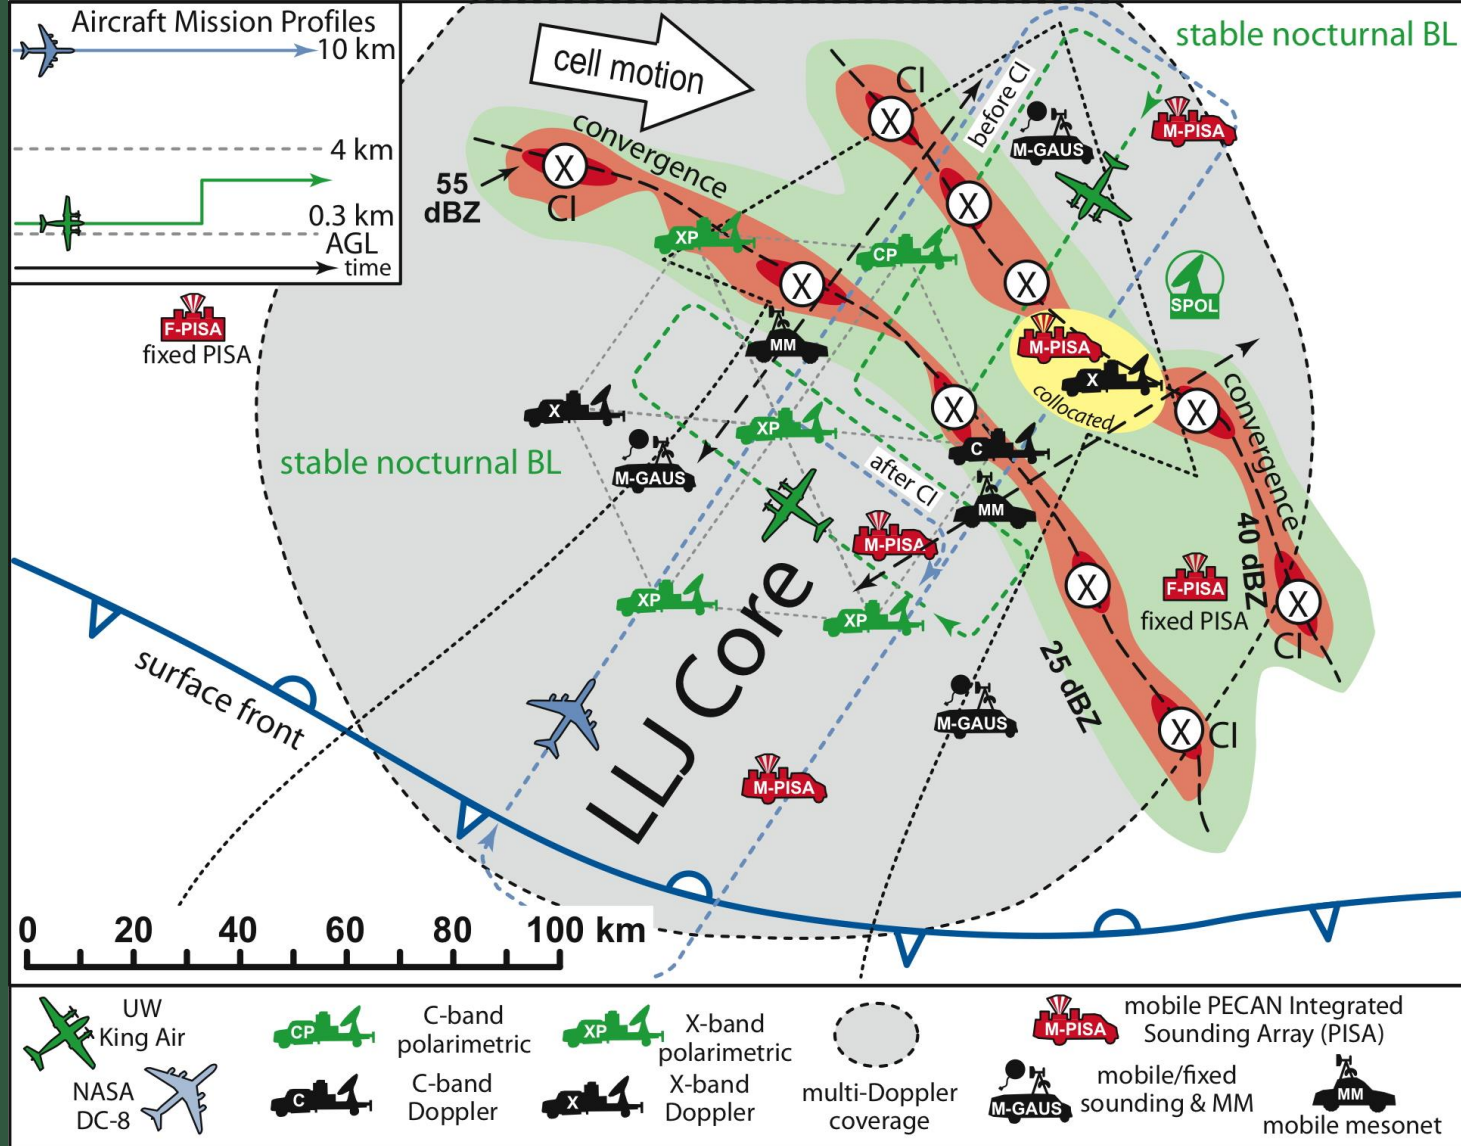 Aircraft Mission Profiles
10 km
4 km
0.3 km
AGL
time
cell motion
stable nocturnal BL
CI
before CI
M-GAUS
M-PISA
convergence
55
dBZ
CI
X
X
X
X
XP
CP
X
SPOL
F-PISA
fixed PISA
MM
M-PISA
X
collocated
X
X
XP
X
convergence
C
stable nocturnal BL
M-GAUS
after CI
MM
M-PISA
40 dBZ
X
F-PISA
fixed PISA
X
XP
XP
CI
LLJ Core
25 dBZ
surface front
M-GAUS
X
CI
M-PISA
0 20 40 60 80 100 km
UW
King Air
NASA
DC-8
CP
C-band
polarimetric
C
C-band
Doppler
XP
X-band
polarimetric
X
X-band
Doppler
multi-Doppler
coverage
M-PISA
mobile PECAN Integrated
Sounding Array (PISA)
M-GAUS
mobile/fixed
sounding & MM
MM
mobile mesonet